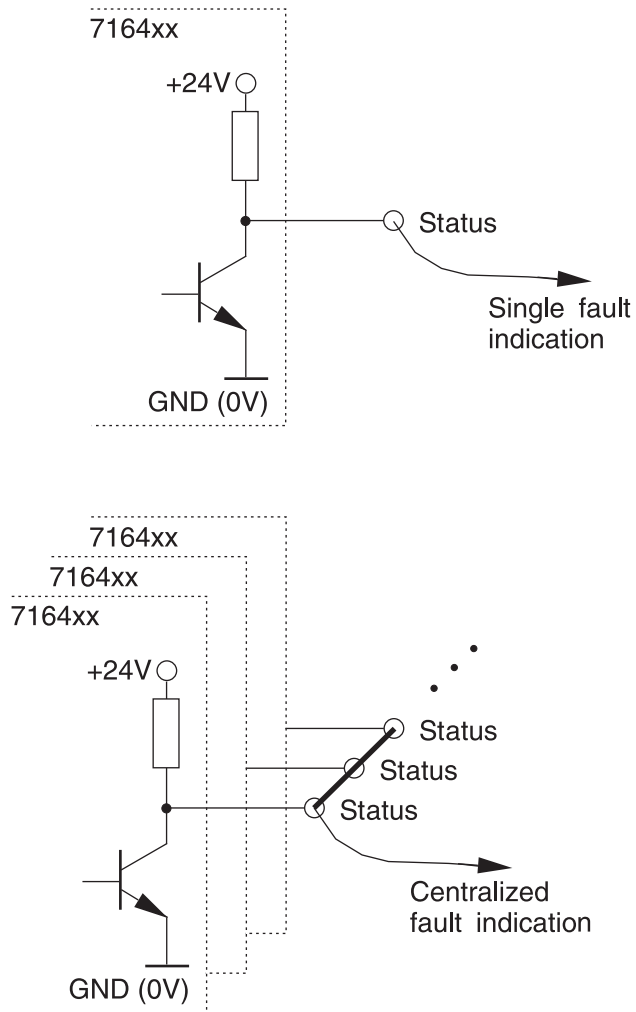 7164xx
+24V
Status
Single fault
indication
GND (0V)
7164xx
7164xx
7164xx
+24V
Status
Status
Status
Centralized
fault indication
GND (0V)